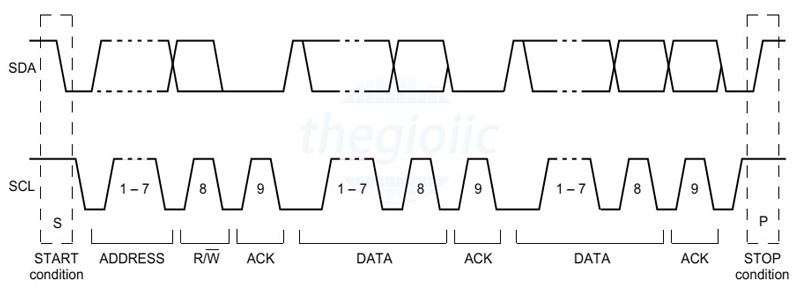 SDA
thegioiic
SCL
1 – 7
8
9
1 – 7
8
9
1 – 7
8
9
S
P
START
condition
ADDRESS
R/W̅
ACK
DATA
ACK
DATA
ACK
STOP
condition